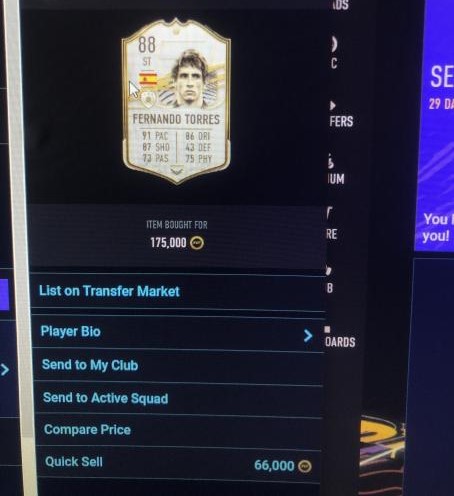 ADS
88
ST
C
FERNANDO TORRES
91 PAC 86 DRI
87 SHO 43 DEF
73 PAS 75 PHY
FERS
UM
RE
B
OARDS
ITEM BOUGHT FOR
175,000
List on Transfer Market
Player Bio
Send to My Club
Send to Active Squad
Compare Price
Quick Sell 66,000
SE
29 DA
You
you!